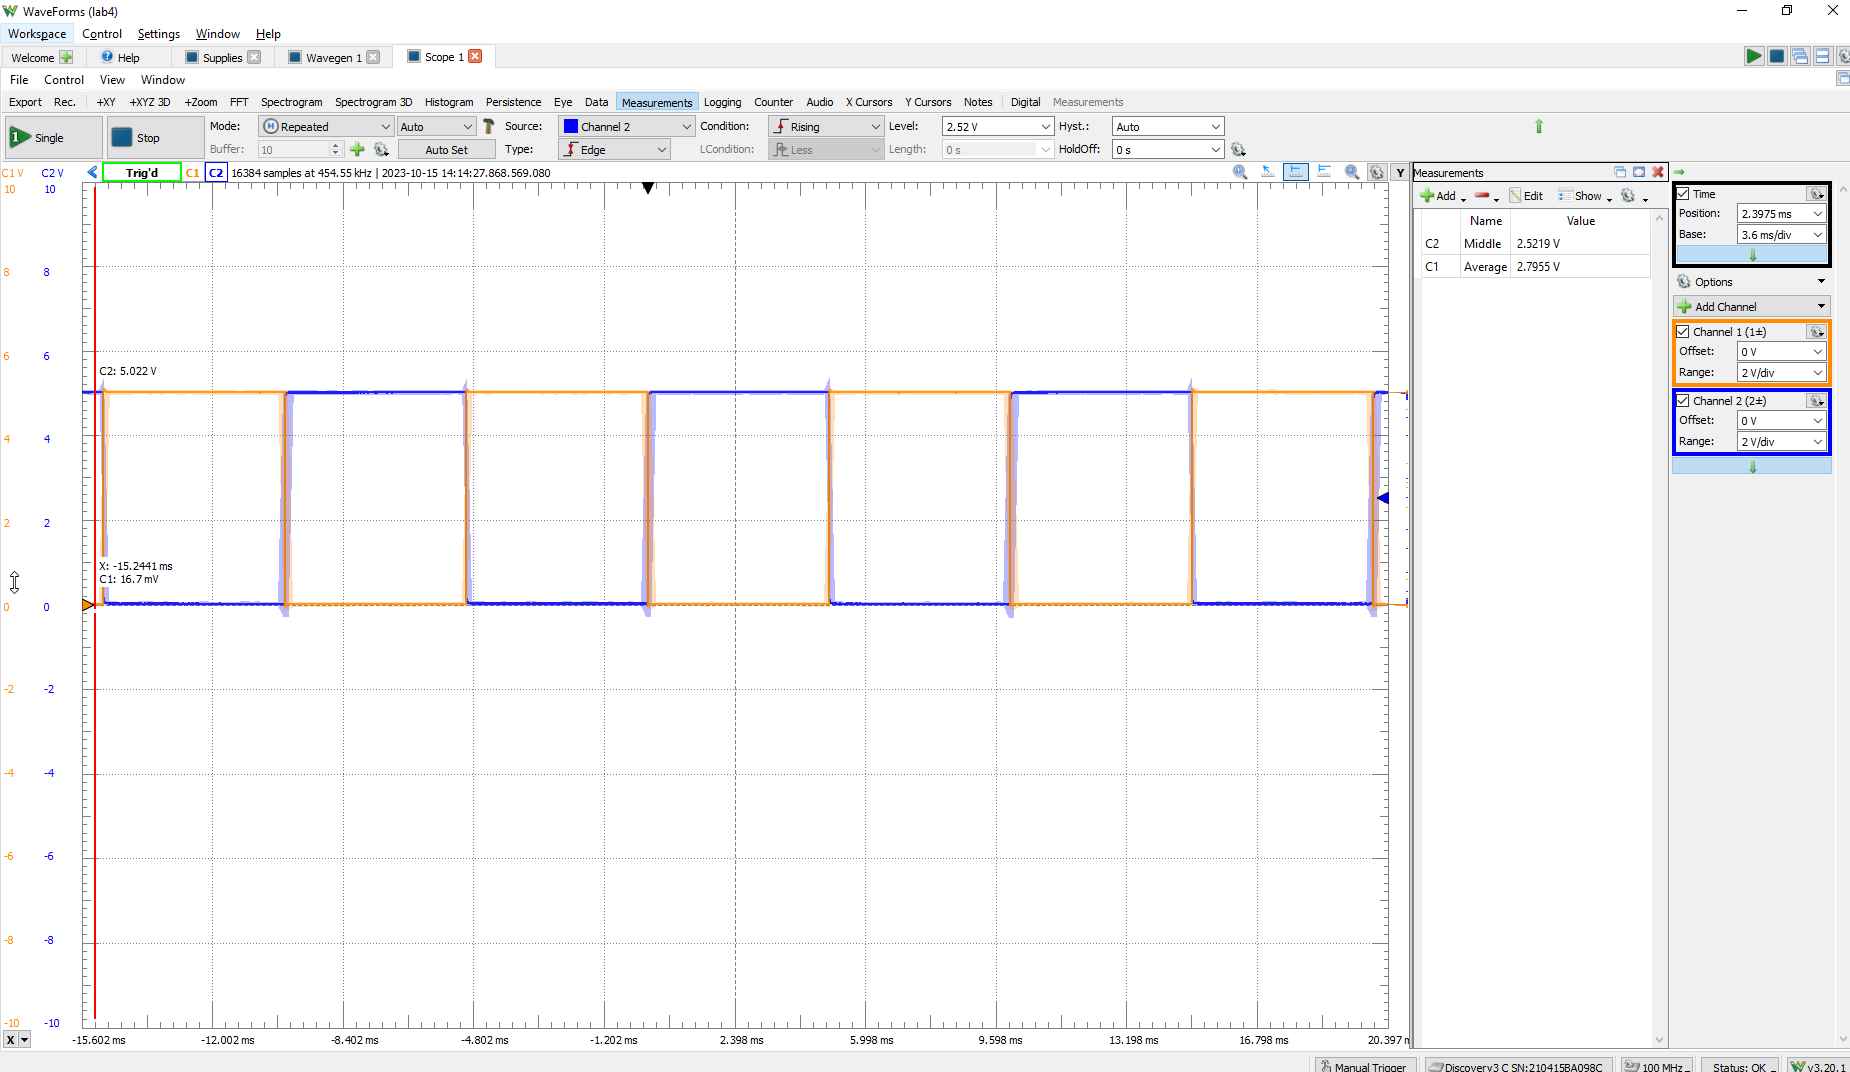 WaveForms (lab4)
Workspace Control Settings Window Help
Welcome Help Supplies Wavegen 1 Scope 1
File Control View Window
Export Rec. +XY +XYZ 3D +Zoom FFT Spectrogram Spectrogram 3D Histogram Persistence Eye Data Measurements Logging Counter Audio X Cursors Y Cursors Notes Digital Measurements
Single Stop Mode: Repeated Auto Source: Channel 2 Condition: Rising Level: 2.52 V Hyst.: Auto
Buffer: 10 Auto Set Type: Edge LCondition: Less Length: 0 s HoldOff: 0 s
C1 V C2 V Trig'd C1 C2 16384 samples at 454.55 kHz | 2023-10-15 14:14:27.868.569.080 Y
10 10
8 8
6 6
C2: 5.022 V
4 4
2 2
X: -15.2441 ms
C1: 16.7 mV
0 0
-2 -2
-4 -4
-6 -6
-8 -8
-10 -10
X -15.602 ms -12.002 ms -8.402 ms -4.802 ms -1.202 ms 2.398 ms 5.998 ms 9.598 ms 13.198 ms 16.798 ms 20.397
Measurements
Add Edit Show
Name Value
C2 Middle 2.5219 V
C1 Average 2.7955 V
Time
Position: 2.3975 ms
Base: 3.6 ms/div
Options
Add Channel
Channel 1 (1±)
Offset: 0 V
Range: 2 V/div
Channel 2 (2±)
Offset: 0 V
Range: 2 V/div
Manual Trigger Discovery3 C SN:210415BA098C 100 MHz Status: OK v3.20.1